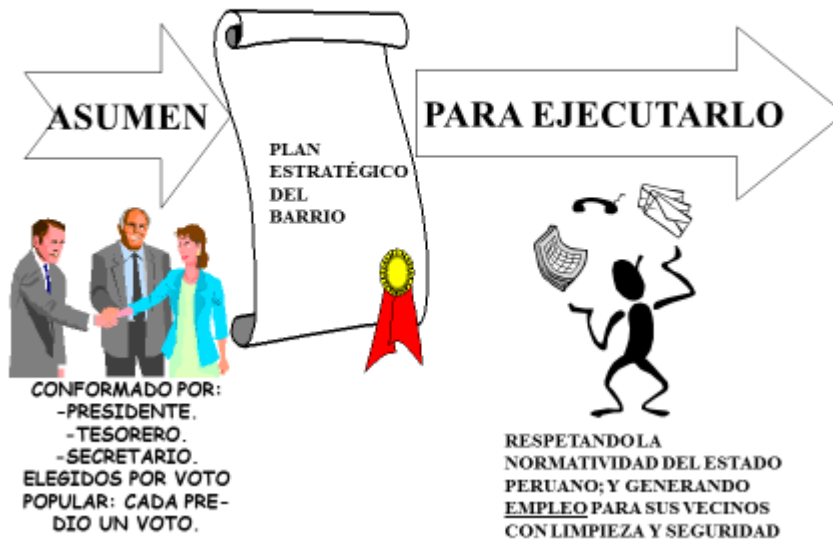 ASUMEN
PLAN
ESTRATÉGICO
DEL
BARRIO
PARA EJECUTARLO
CONFORMADO POR:
-PRESIDENTE.
-TESORERO.
-SECRETARIO.
ELEGIDOS POR VOTO
POPULAR: CADA PRE-
DIO UN VOTO.
RESPETANDO LA
NORMATIVIDAD DEL ESTADO
PERUANO; Y GENERANDO
EMPLEO PARA SUS VECINOS
CON LIMPIEZA Y SEGURIDAD